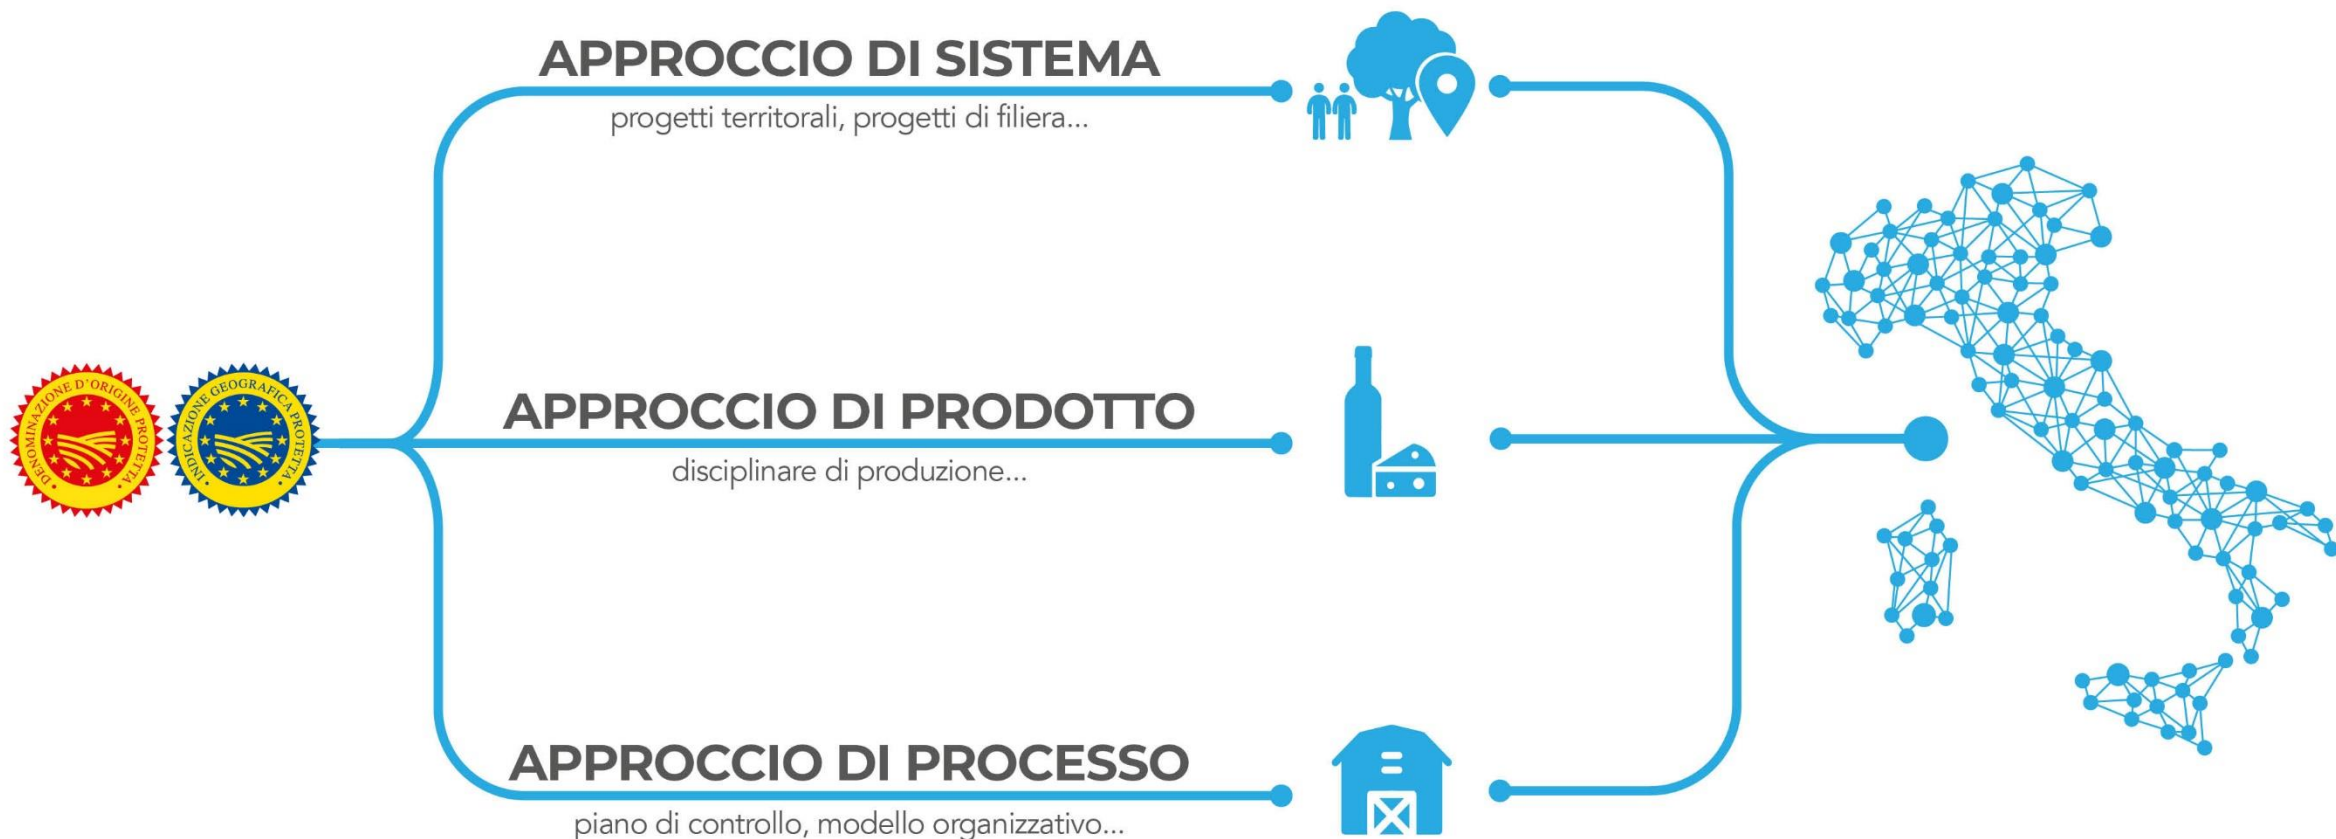 APPROCCIO DI SISTEMA
progetti territorali, progetti di filiera...
DENOMINAZIONE D'ORIGINE PROTETTA
INDICAZIONE GEOGRAFICA PROTETTA
APPROCCIO DI PRODOTTO
disciplinare di produzione...
APPROCCIO DI PROCESSO
piano di controllo, modello organizzativo...